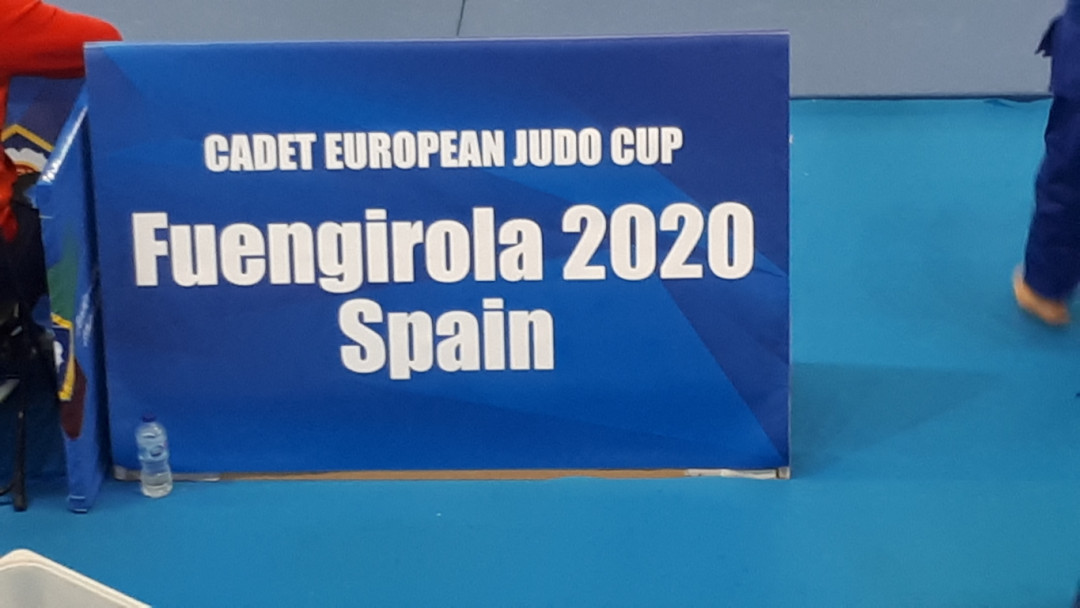 CADET EUROPEAN JUDO CUP
Fuengirola 2020
Spain